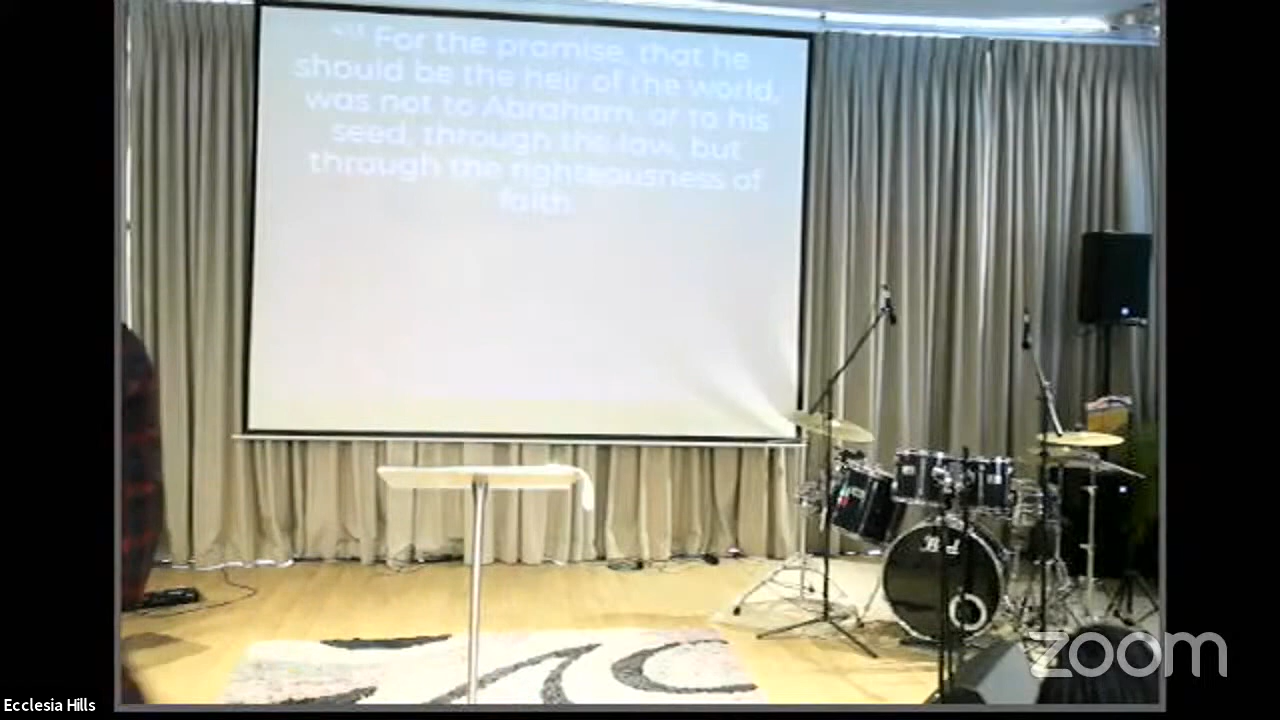 For the promise, that he
should be the heir of the world,
was not to Abraham, or to his
seed, through the law, but
through the righteousness of
faith.
zoom
Ecclesia Hills